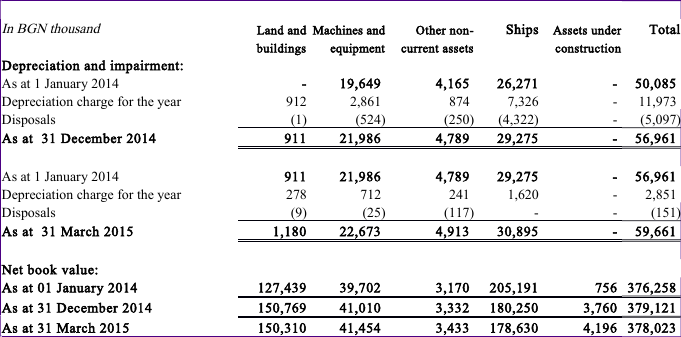 In BGN thousand Land and buildings Machines and equipment Other non-current assets Ships Assets under construction Total
Depreciation and impairment:
As at 1 January 2014 - 19,649 4,165 26,271 - 50,085
Depreciation charge for the year 912 2,861 874 7,326 - 11,973
Disposals (1) (524) (250) (4,322) - (5,097)
As at 31 December 2014 911 21,986 4,789 29,275 - 56,961
As at 1 January 2014 911 21,986 4,789 29,275 - 56,961
Depreciation charge for the year 278 712 241 1,620 - 2,851
Disposals (9) (25) (117) - - (151)
As at 31 March 2015 1,180 22,673 4,913 30,895 - 59,661
Net book value:
As at 01 January 2014 127,439 39,702 3,170 205,191 756 376,258
As at 31 December 2014 150,769 41,010 3,332 180,250 3,760 379,121
As at 31 March 2015 150,310 41,454 3,433 178,630 4,196 378,023